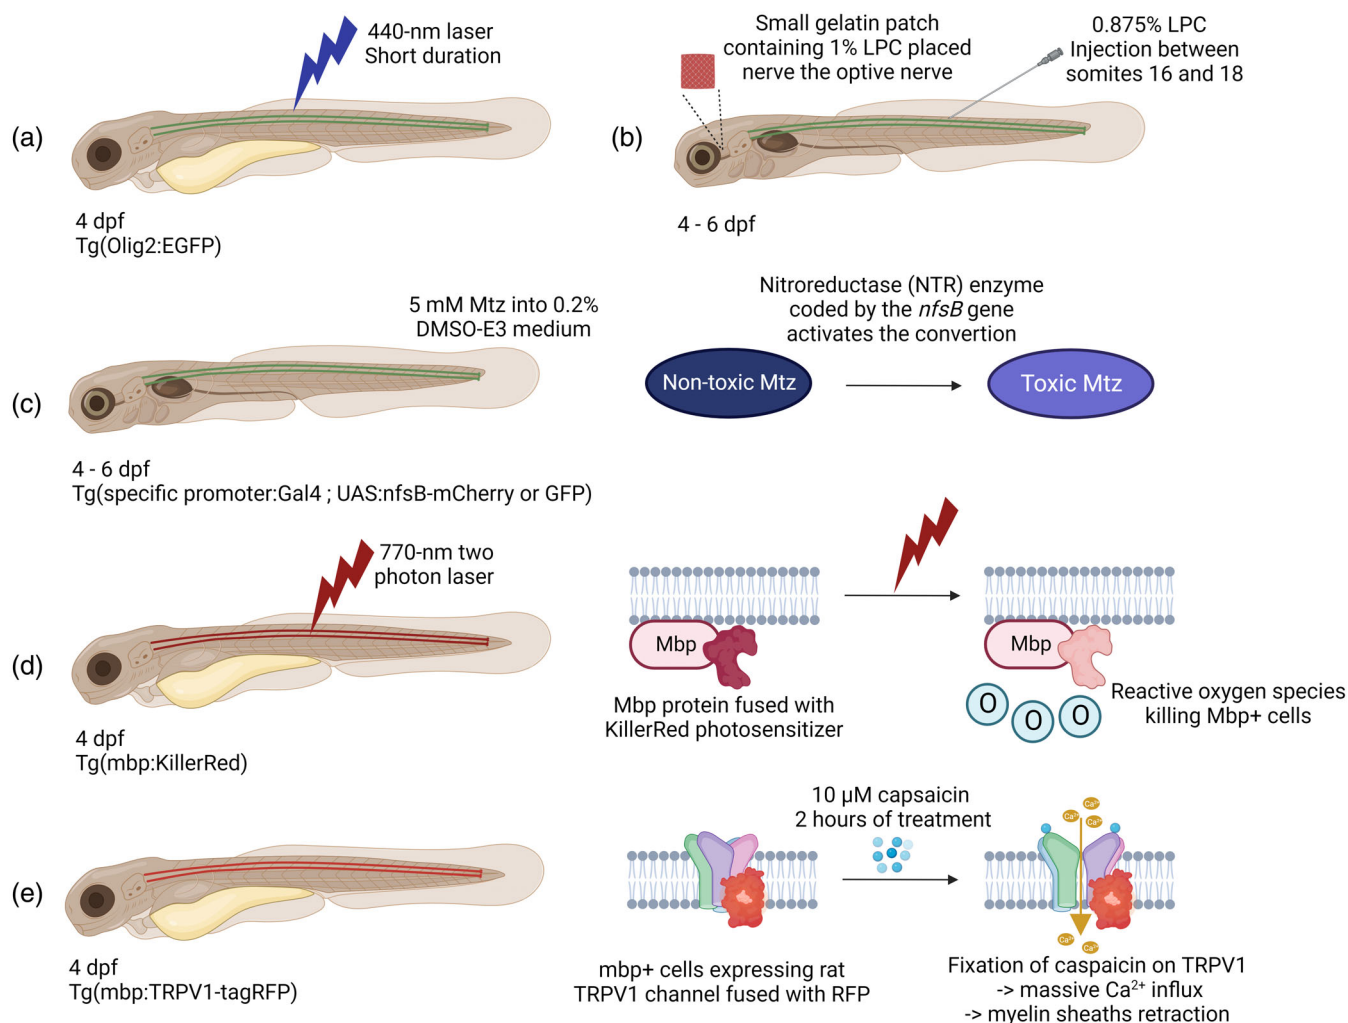 (a)
440-nm laser
Short duration
4 dpf
Tg(Olig2:EGFP)
(b)
Small gelatin patch
containing 1% LPC placed
nerve the optive nerve
0.875% LPC
Injection between
somites 16 and 18
4 - 6 dpf
(c)
5 mM Mtz into 0.2%
DMSO-E3 medium
4 - 6 dpf
Tg(specific promoter:Gal4 ; UAS:nfsB-mCherry or GFP)
Nitroreductase (NTR) enzyme
coded by the nfsB gene
activates the convertion
Non-toxic Mtz
Toxic Mtz
(d)
770-nm two
photon laser
4 dpf
Tg(mbp:KillerRed)
Mbp
Mbp protein fused with
KillerRed photosensitizer
Mbp
O
O
O
Reactive oxygen species
killing Mbp+ cells
(e)
4 dpf
Tg(mbp:TRPV1-tagRFP)
mbp+ cells expressing rat
TRPV1 channel fused with RFP
10 µM capsaicin
2 hours of treatment
Ca²⁺
Ca²⁺
Ca²⁺
Ca²⁺
Ca²⁺
Fixation of caspaicin on TRPV1
-> massive Ca²⁺ influx
-> myelin sheaths retraction